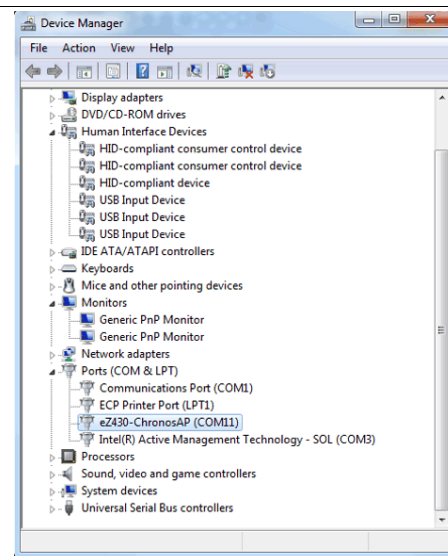 Device Manager
File Action View Help
Display adapters
DVD/CD-ROM drives
Human Interface Devices
HID-compliant consumer control device
HID-compliant consumer control device
HID-compliant device
USB Input Device
USB Input Device
USB Input Device
IDE ATA/ATAPI controllers
Keyboards
Mice and other pointing devices
Monitors
Generic PnP Monitor
Generic PnP Monitor
Network adapters
Ports (COM & LPT)
Communications Port (COM1)
ECP Printer Port (LPT1)
eZ430-ChronosAP (COM11)
Intel(R) Active Management Technology - SOL (COM3)
Processors
Sound, video and game controllers
System devices
Universal Serial Bus controllers